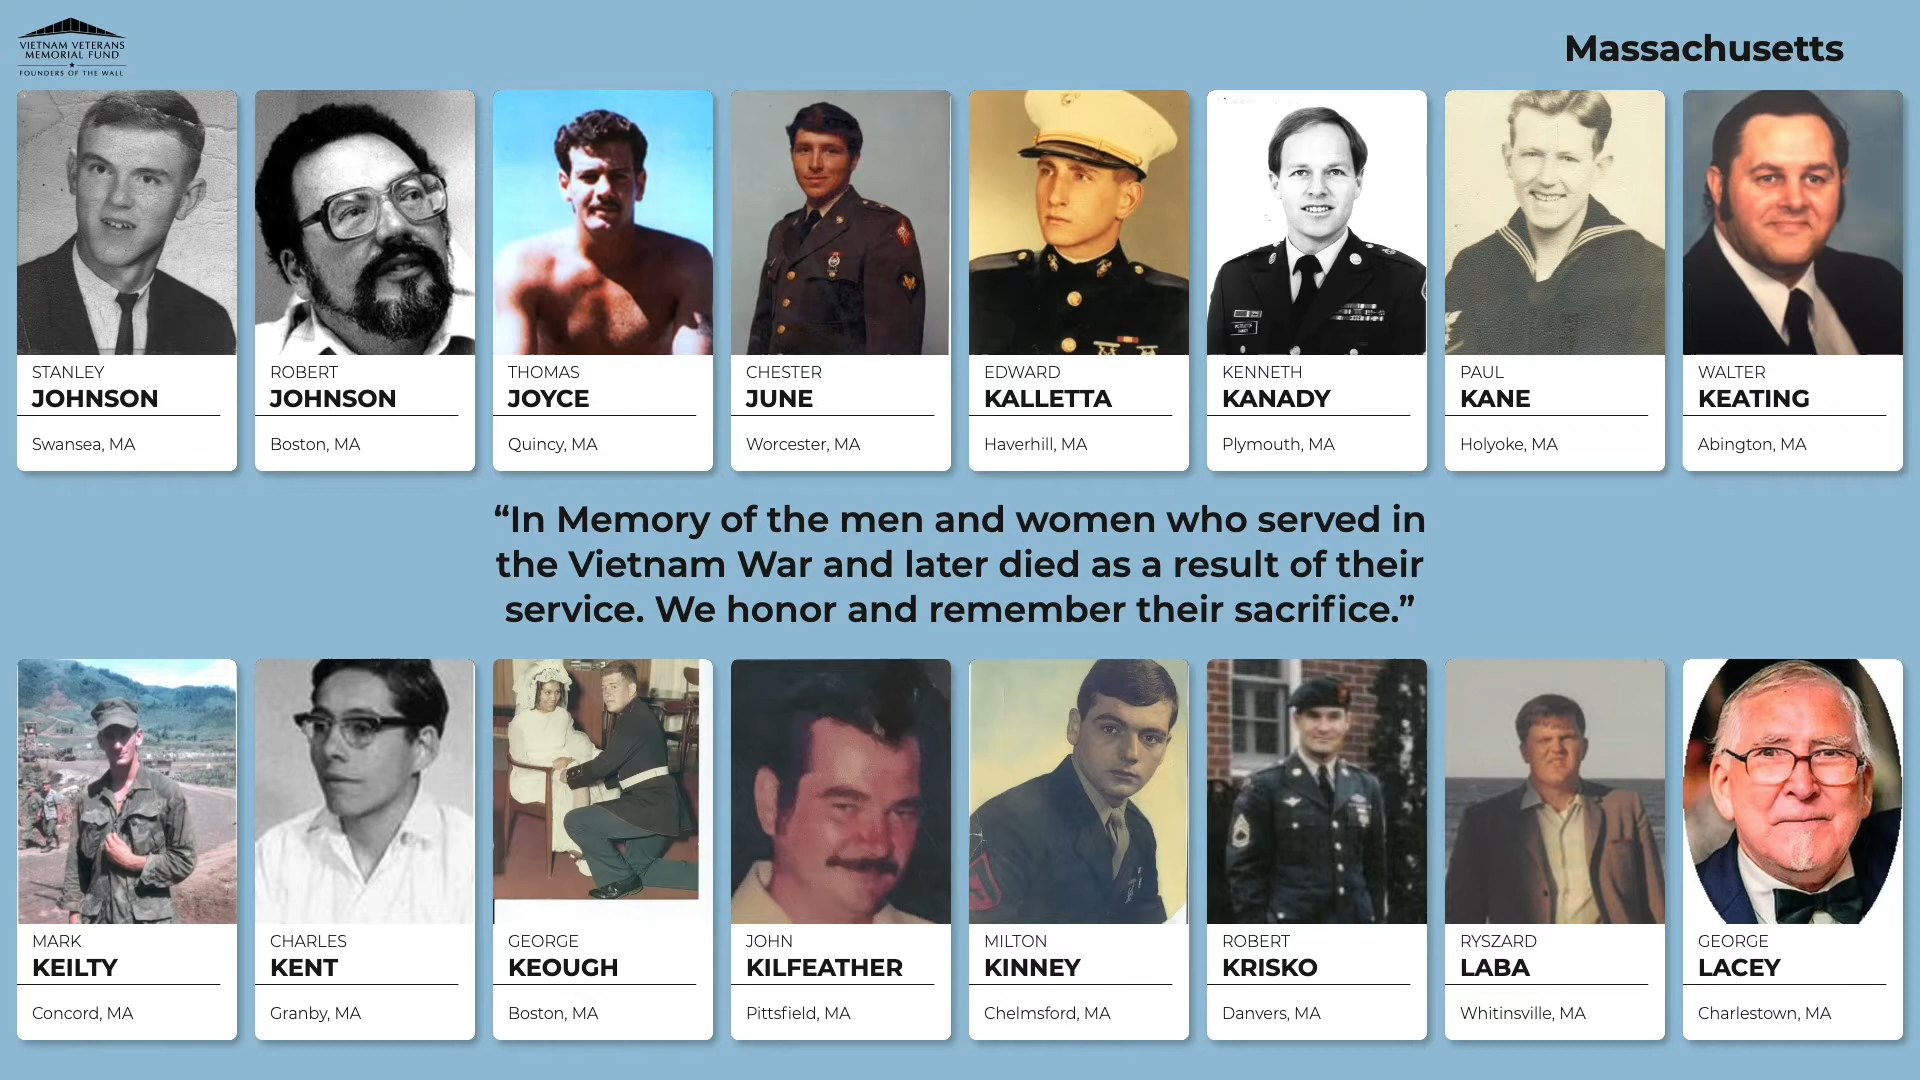 VIETNAM VETERANS
MEMORIAL FUND
FOUNDERS OF THE WALL
Massachusetts
STANLEY
JOHNSON
Swansea, MA
ROBERT
JOHNSON
Boston, MA
THOMAS
JOYCE
Quincy, MA
CHESTER
JUNE
Worcester, MA
EDWARD
KALLETTA
Haverhill, MA
KENNETH
KANADY
Plymouth, MA
PAUL
KANE
Holyoke, MA
WALTER
KEATING
Abington, MA
“In Memory of the men and women who served in
the Vietnam War and later died as a result of their
service. We honor and remember their sacrifice.”
MARK
KEILTY
Concord, MA
CHARLES
KENT
Granby, MA
GEORGE
KEOUGH
Boston, MA
JOHN
KILFEATHER
Pittsfield, MA
MILTON
KINNEY
Chelmsford, MA
ROBERT
KRISKO
Danvers, MA
RYSZARD
LABA
Whitinsville, MA
GEORGE
LACEY
Charlestown, MA